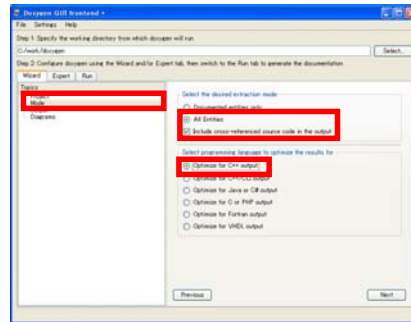 Doxygen GUI frontend +
File Settings Help
Step 1: Specify the working directory from which doxygen will run
G:/work/doxygen
Select...
Step 2: Configure doxygen using the Wizard and/or Expert tab, then switch to the Run tab to generate the documentation
Wizard Expert Run
Topics
Project
Mode
Diagrams
Select the desired extraction mode:
Documented entities only
All Entities
Include cross-referenced source code in the output
Select programming language to optimize the results for
Optimize for C++ output
Optimize for C++/CLI output
Optimize for Java or C# output
Optimize for C or PHP output
Optimize for Fortran output
Optimize for VHDL output
Previous
Next